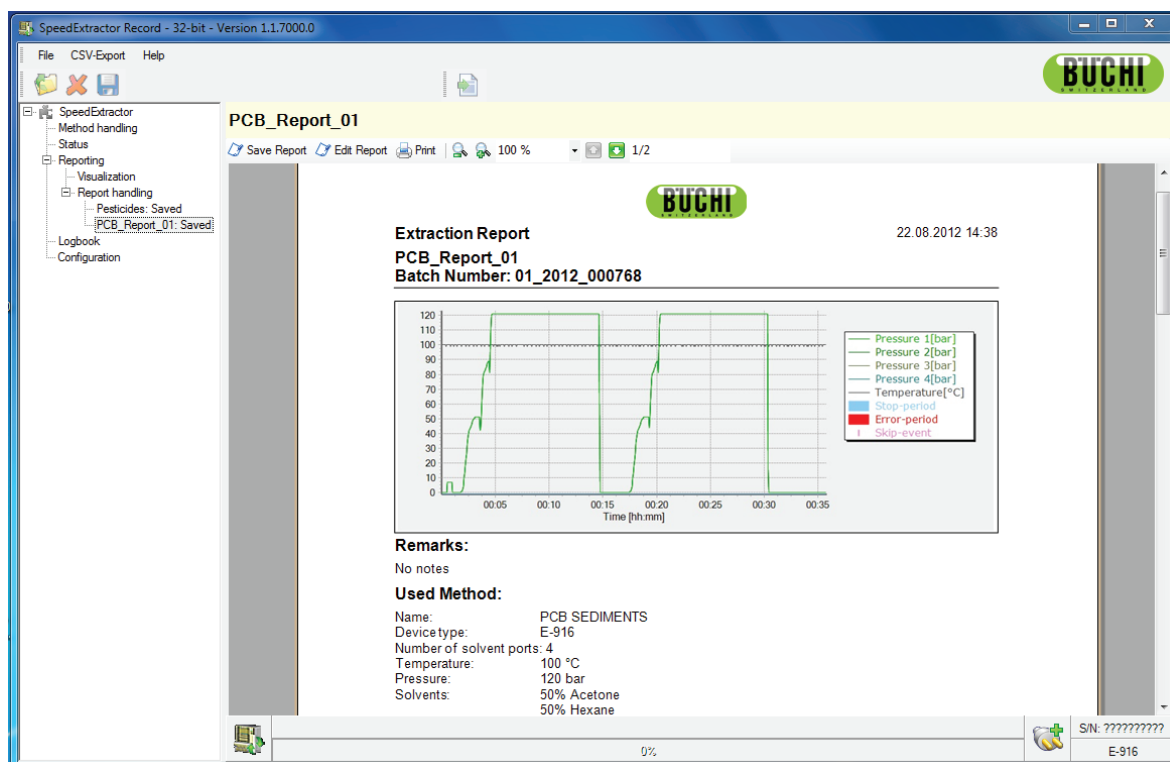 SpeedExtractor Record - 32-bit - Version 1.1.7000.0
File CSV-Export Help
BÜCHI
SWITZERLAND
SpeedExtractor
Method handling
Status
Reporting
Visualization
Report handling
Pesticides: Saved
PCB_Report_01: Saved
Logbook
Configuration
PCB_Report_01
Save Report Edit Report Print 100 % 1/2
BÜCHI
SWITZERLAND
Extraction Report 22.08.2012 14:38
PCB_Report_01
Batch Number: 01_2012_000768
120
110
100
90
80
70
60
50
40
30
20
10
0
00:05 00:10 00:15 00:20 00:25 00:30 00:35
Time [hh:mm]
Pressure 1[bar]
Pressure 2[bar]
Pressure 3[bar]
Pressure 4[bar]
Temperature[°C]
Stop-period
Error-period
Skip-event
Remarks:
No notes
Used Method:
Name: PCB SEDIMENTS
Device type: E-916
Number of solvent ports: 4
Temperature: 100 °C
Pressure: 120 bar
Solvents: 50% Acetone
50% Hexane
0%
S/N: ??????????
E-916